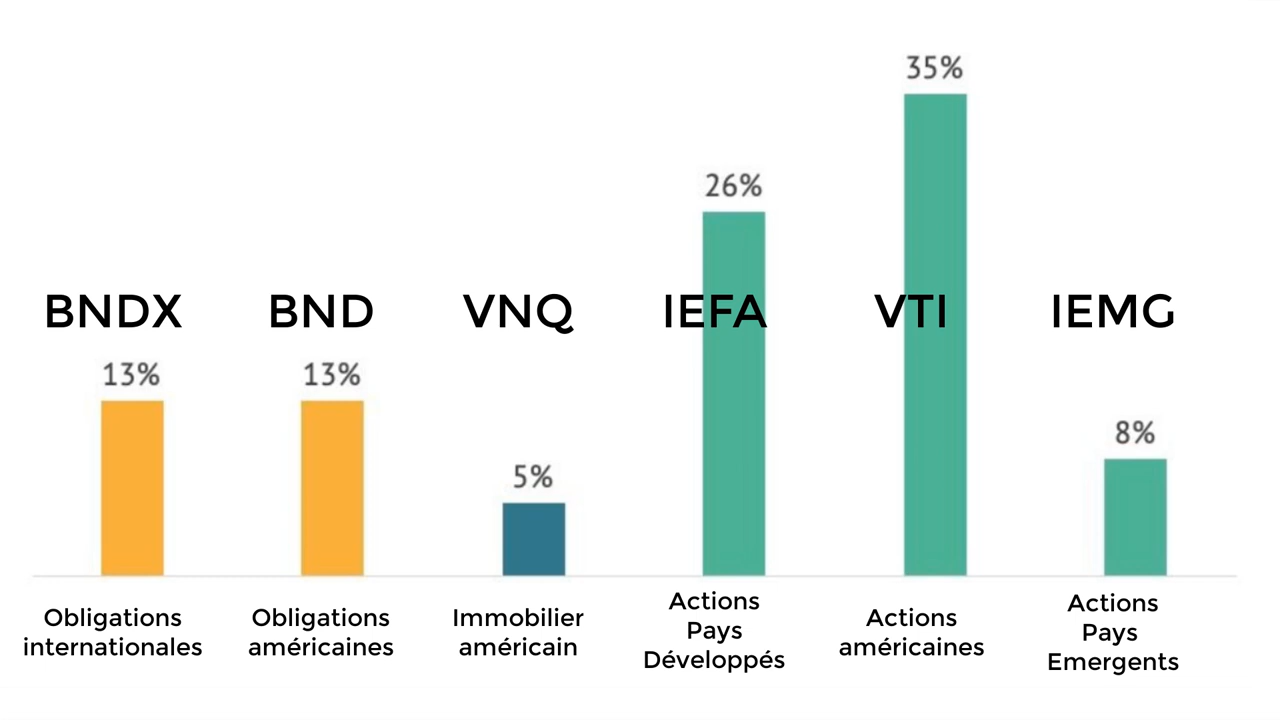 35%
26%
BNDX BND VNQ IEFA VTI IEMG
13% 13%
8%
5%
Obligations
internationales
Obligations
américaines
Immobilier
américain
Actions
Pays
Développés
Actions
américaines
Actions
Pays
Emergents